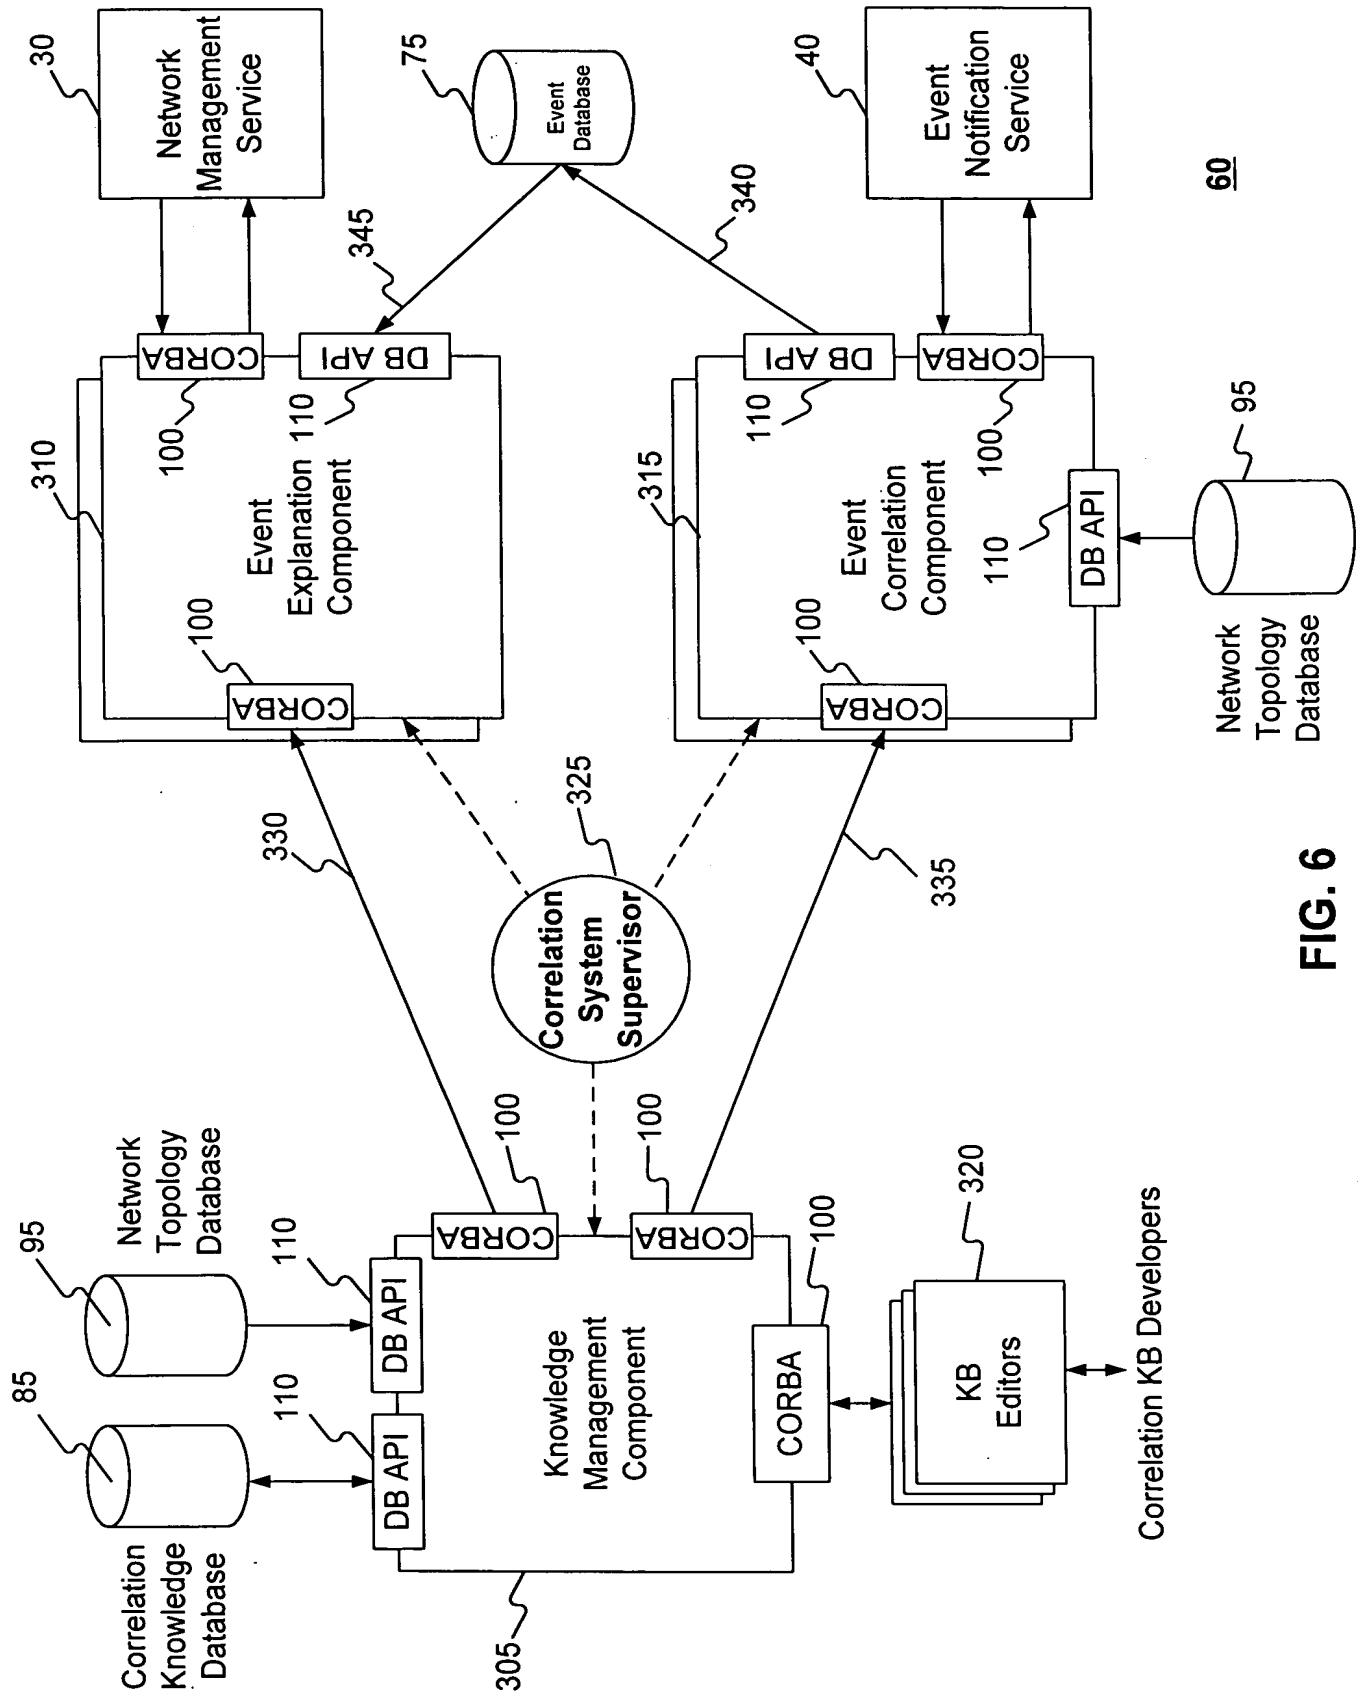 85
95
Correlation
Knowledge
Database
Network
Topology
Database
110
110
DB API
DB API
305
Knowledge
Management
Component
CORBA
100
CORBA
100
CORBA
100
KB
Editors
320
Correlation KB Developers
330
335
Correlation
System
Supervisor
325
310
Event
Explanation
Component
CORBA
100
CORBA
100
DB API
110
30
Network
Management
Service
345
75
Event
Database
340
315
Event
Correlation
Component
CORBA
100
DB API
110
CORBA
100
DB API
110
40
Event
Notification
Service
95
Network
Topology
Database
60
FIG. 6